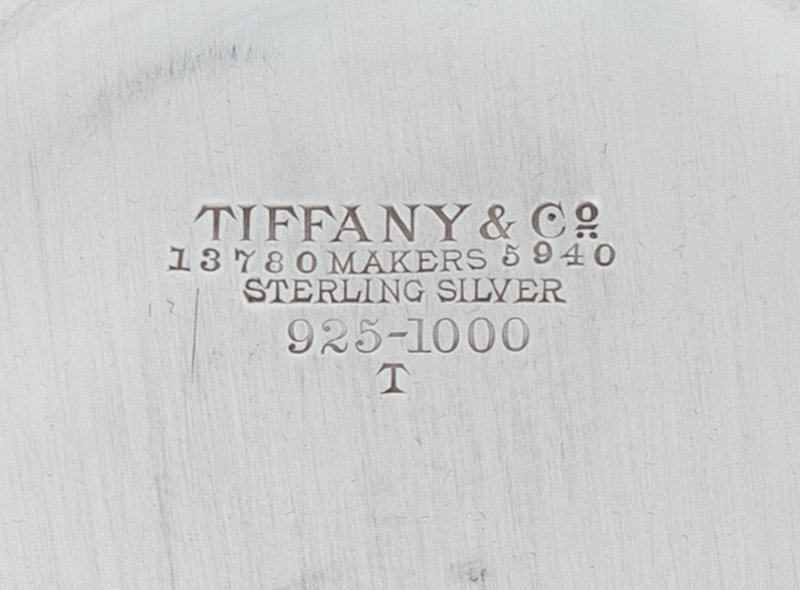 TIFFANY & Cº
13780 MAKERS 5940
STERLING SILVER
925-1000
T